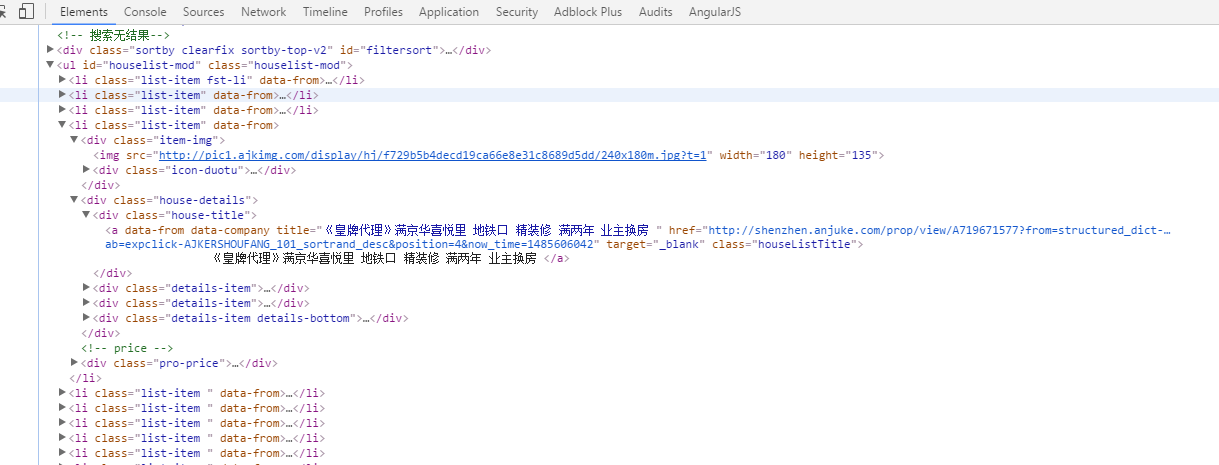 Elements Console Sources Network Timeline Profiles Application Security Adblock Plus Audits AngularJS
<!-- 搜索无结果-->
<div class="sortby clearfix sortby-top-v2" id="filtersort">…</div>
<ul id="houselist-mod" class="houselist-mod">
<li class="list-item fst-li" data-from>…</li>
<li class="list-item" data-from>…</li>
<li class="list-item" data-from>…</li>
<li class="list-item" data-from>
<div class="item-img">
<img src="http://pic1.ajkimg.com/display/hj/f729b5b4decd19ca66e8e31c8689d5dd/240x180m.jpg?t=1" width="180" height="135">
<div class="icon-duotu">…</div>
</div>
<div class="house-details">
<div class="house-title">
<a data-from data-company title="《皇牌代理》满京华喜悦里 地铁口 精装修 满两年 业主换房 " href="http://shenzhen.anjuke.com/prop/view/A719671577?from=structured_dict-…
ab=expclick-AJKERSHOUFANG_101_sortrand_desc&position=4&now_time=1485606042" target="_blank" class="houseListTitle">
《皇牌代理》满京华喜悦里 地铁口 精装修 满两年 业主换房 </a>
</div>
<div class="details-item">…</div>
<div class="details-item">…</div>
<div class="details-item details-bottom">…</div>
</div>
<!-- price -->
<div class="pro-price">…</div>
</li>
<li class="list-item " data-from>…</li>
<li class="list-item " data-from>…</li>
<li class="list-item " data-from>…</li>
<li class="list-item " data-from>…</li>
<li class="list-item " data-from>…</li>
<li class="list-item " data-from>…</li>